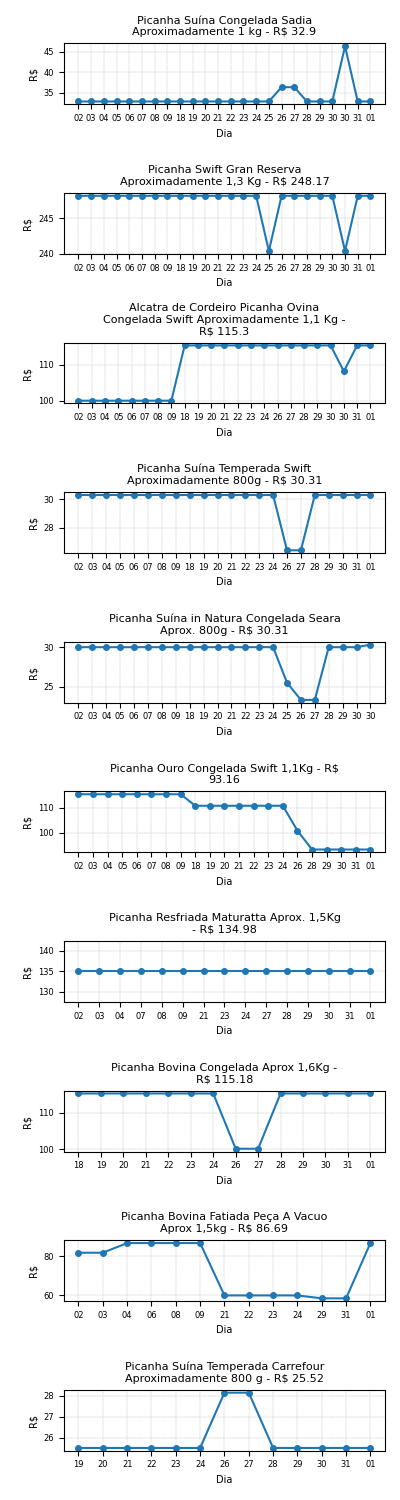 Picanha Suína Congelada Sadia
Aproximadamente 1 kg - R$ 32.9
45
40
35
R$
02 03 04 05 06 07 08 09 18 19 20 21 22 23 24 25 26 27 28 29 30 30 31 01
Dia
Picanha Swift Gran Reserva
Aproximadamente 1,3 Kg - R$ 248.17
245
240
R$
02 03 04 05 06 07 08 09 18 19 20 21 22 23 24 25 26 27 28 29 30 30 31 01
Dia
Alcatra de Cordeiro Picanha Ovina
Congelada Swift Aproximadamente 1,1 Kg -
R$ 115.3
110
100
R$
02 03 04 05 06 07 08 09 18 19 20 21 22 23 24 25 26 27 28 29 30 30 31 01
Dia
Picanha Suína Temperada Swift
Aproximadamente 800g - R$ 30.31
30
28
R$
02 03 04 05 06 07 08 09 18 19 20 21 22 23 24 25 26 27 28 29 30 01
Dia
Picanha Suína in Natura Congelada Seara
Aprox. 800g - R$ 30.31
30
25
R$
02 03 04 05 06 07 08 09 18 19 20 21 22 23 24 25 26 27 28 29 30 30
Dia
Picanha Ouro Congelada Swift 1,1Kg - R$
93.16
110
100
R$
02 03 04 05 06 07 08 09 18 19 20 21 22 23 24 26 28 29 30 31 01
Dia
Picanha Resfriada Maturatta Aprox. 1,5Kg
- R$ 134.98
140
135
130
R$
02 03 04 07 08 09 21 23 24 27 28 29 30 31 01
Dia
Picanha Bovina Congelada Aprox 1,6Kg -
R$ 115.18
110
100
R$
18 19 20 21 22 23 24 26 27 28 29 30 31 01
Dia
Picanha Bovina Fatiada Peça A Vacuo
Aprox 1,5kg - R$ 86.69
80
60
R$
02 03 04 06 08 09 21 22 23 24 29 31 01
Dia
Picanha Suína Temperada Carrefour
Aproximadamente 800 g - R$ 25.52
28
27
26
R$
19 20 21 22 23 24 26 27 28 29 30 31 01
Dia